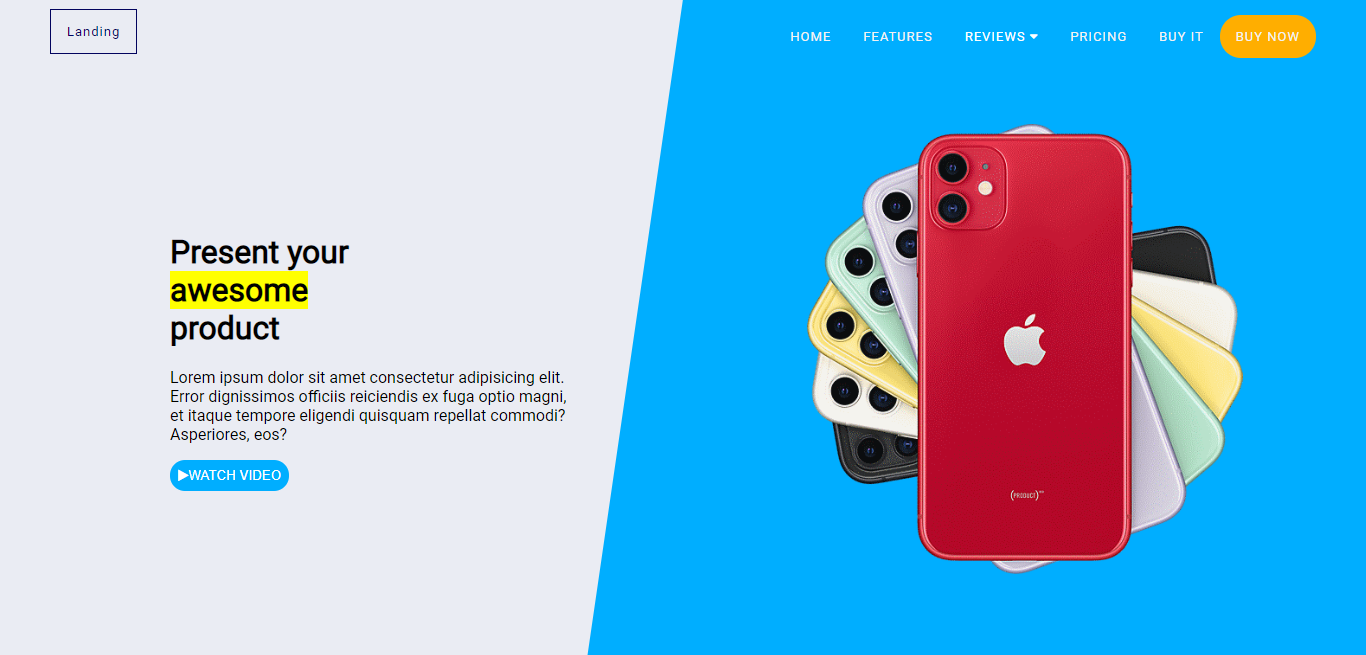 Landing
HOME FEATURES REVIEWS PRICING BUY IT BUY NOW
Present your
awesome
product
Lorem ipsum dolor sit amet consectetur adipisicing elit.
Error dignissimos officiis reiciendis ex fuga optio magni,
et itaque tempore eligendi quisquam repellat commodi?
Asperiores, eos?
WATCH VIDEO
(PRODUCT)